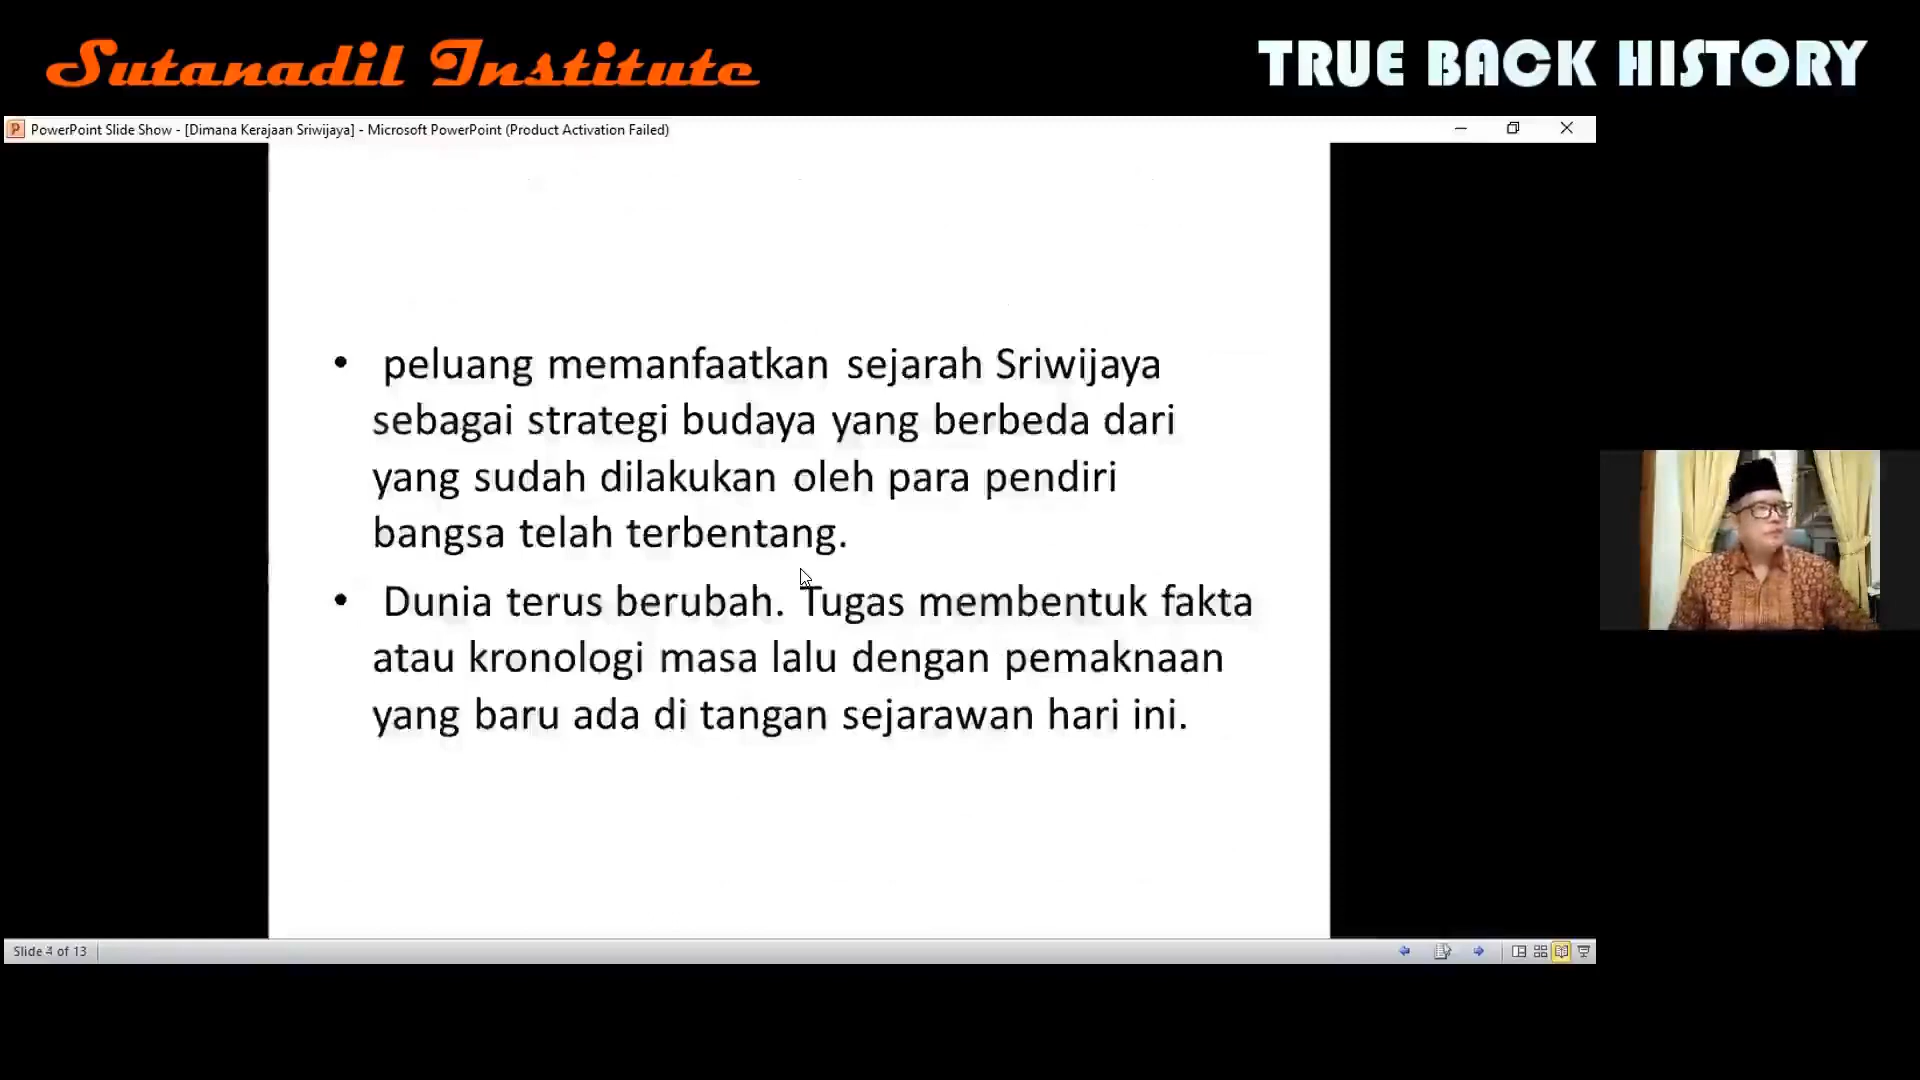 Sutanadil Institute
TRUE BACK HISTORY
PowerPoint Slide Show - [Dimana Kerajaan Sriwijaya] - Microsoft PowerPoint (Product Activation Failed)
• peluang memanfaatkan sejarah Sriwijaya
sebagai strategi budaya yang berbeda dari
yang sudah dilakukan oleh para pendiri
bangsa telah terbentang.
• Dunia terus berubah. Tugas membentuk fakta
atau kronologi masa lalu dengan pemaknaan
yang baru ada di tangan sejarawan hari ini.
Slide 4 of 13